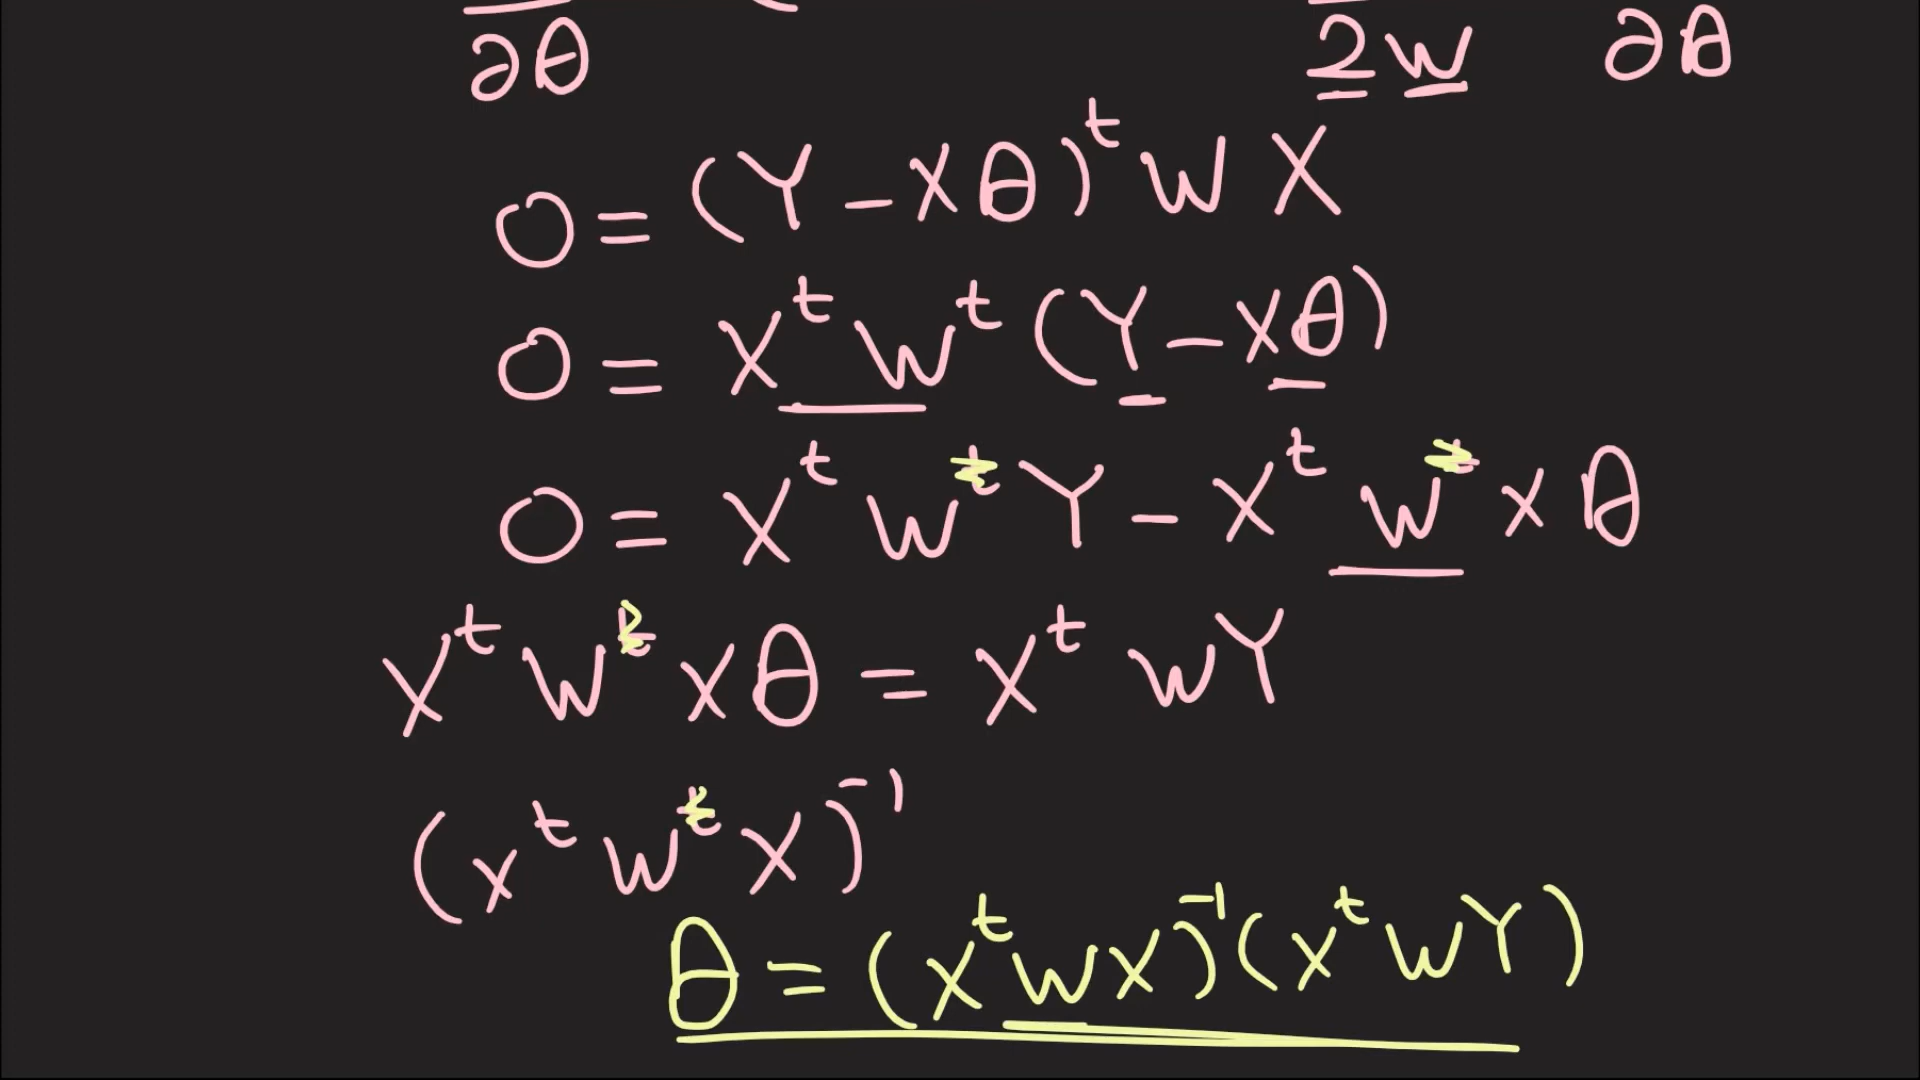 ∂θ 2 W ∂θ
0 = (Y - Xθ)ᵗ W X
0 = Xᵗ Wᵗ (Y - Xθ)
0 = Xᵗ Wᵗ Y - Xᵗ Wᵗ X θ
Xᵗ Wᵗ X θ = Xᵗ W Y
(Xᵗ Wᵗ X)⁻¹
θ = (Xᵗ W X)⁻¹ (Xᵗ W Y)